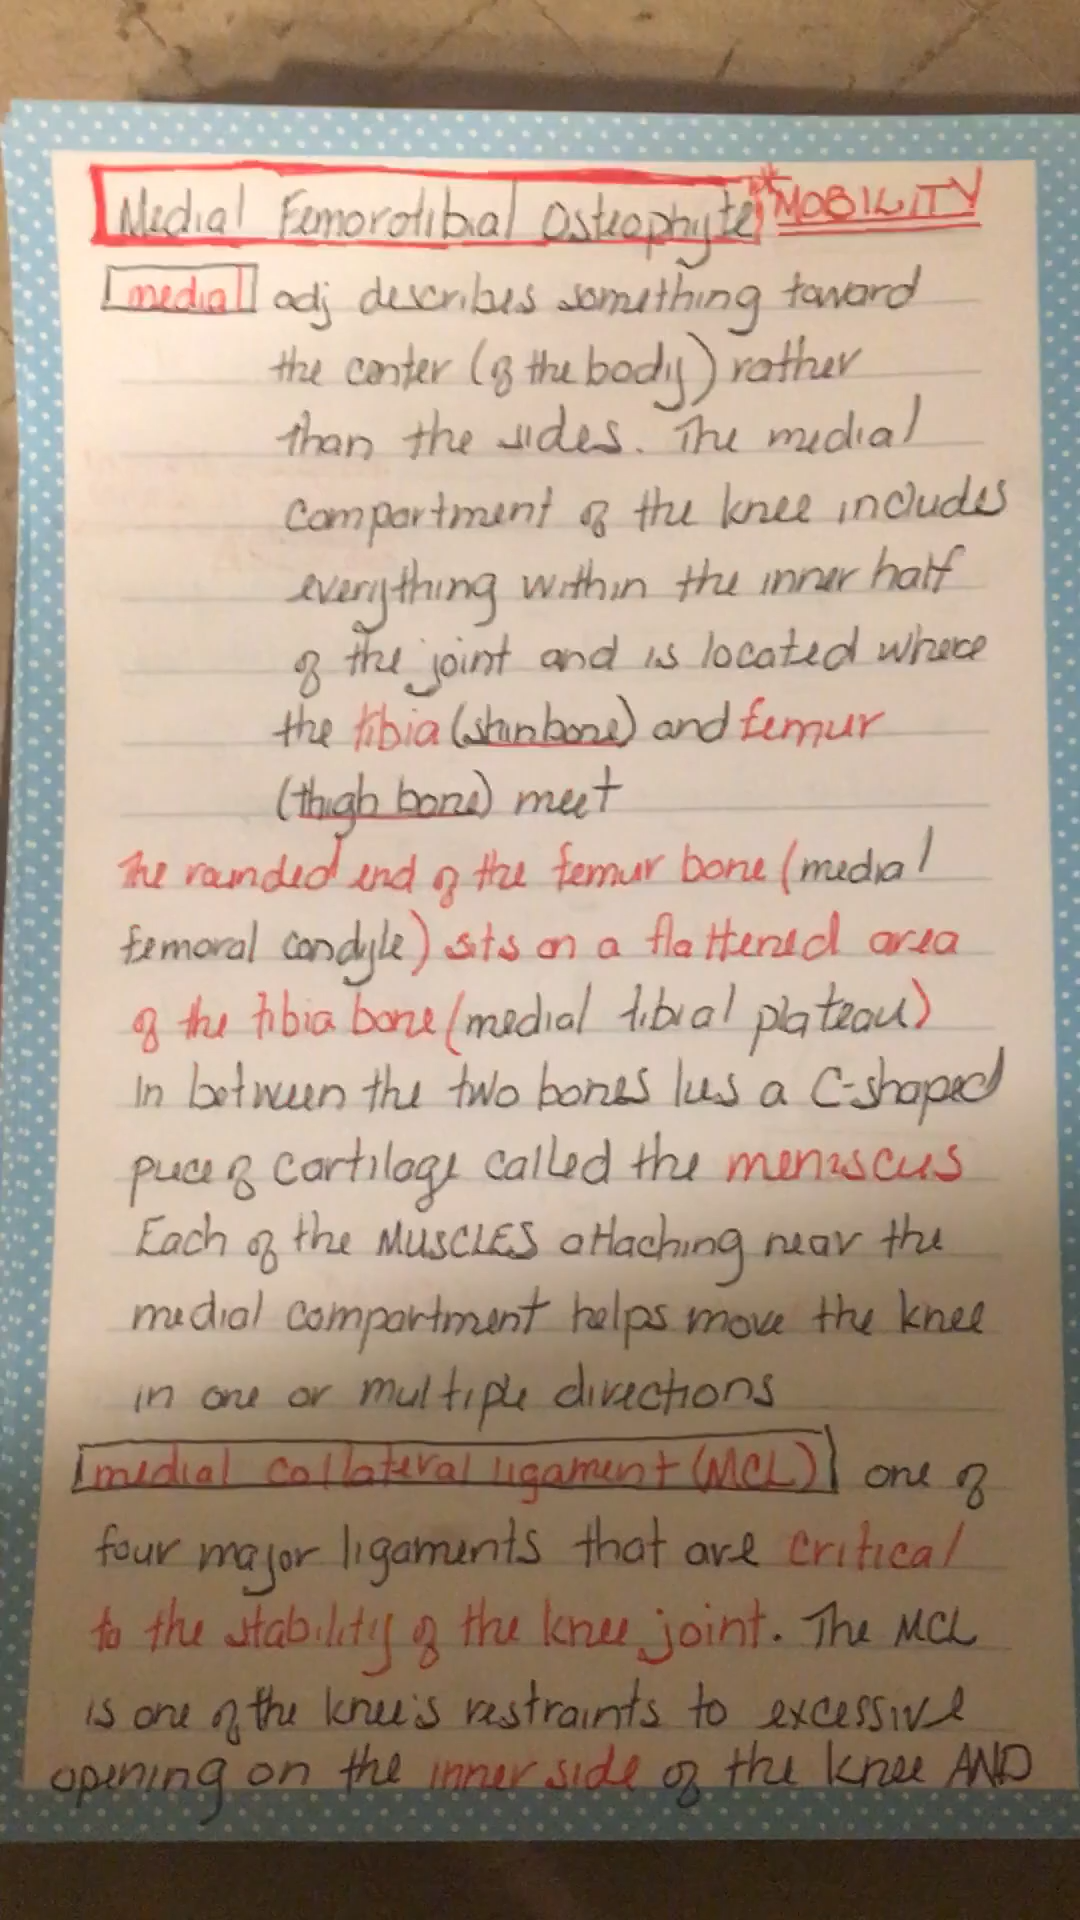 Medial Femorotibial Osteophyte **MOBILITY
medial adj describes something toward
the center (of the body) rather
than the sides. The medial
compartment of the knee includes
everything within the inner half
of the joint and is located where
the tibia (shinbone) and femur
(thigh bone) meet
The rounded end of the femur bone (medial
femoral condyle) sits on a flattened area
of the tibia bone (medial tibial plateau)
In between the two bones lies a C-shaped
piece of cartilage called the meniscus
Each of the MUSCLES attaching near the
medial compartment helps move the knee
in one or multiple directions
medial collateral ligament (MCL) one of
four major ligaments that are critical
to the stability of the knee joint. The MCL
is one of the knee's restraints to excessive
opening on the inner side of the knee AND